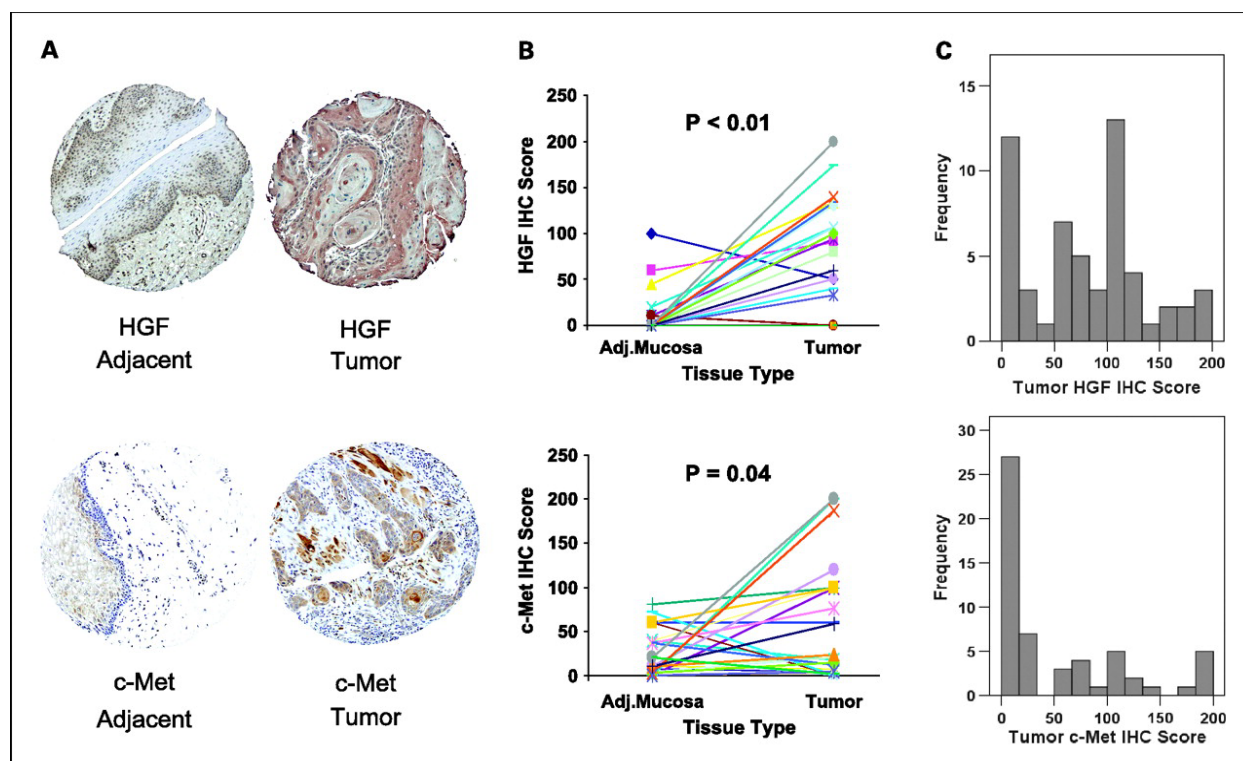 A
HGF
Adjacent
HGF
Tumor
c-Met
Adjacent
c-Met
Tumor
B
P < 0.01
HGF IHC Score
250
200
150
100
50
0
Adj.Mucosa
Tumor
Tissue Type
P = 0.04
c-Met IHC Score
250
200
150
100
50
0
Adj.Mucosa
Tumor
Tissue Type
C
Frequency
15
10
5
0
0 50 100 150 200
Tumor HGF IHC Score
Frequency
30
25
20
15
10
5
0
0 50 100 150 200
Tumor c-Met IHC Score